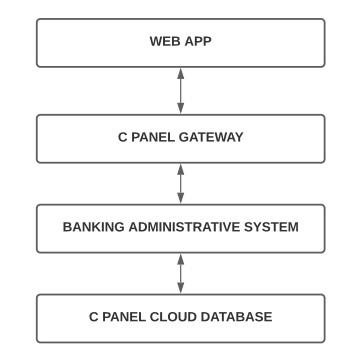 WEB APP
C PANEL GATEWAY
BANKING ADMINISTRATIVE SYSTEM
C PANEL CLOUD DATABASE